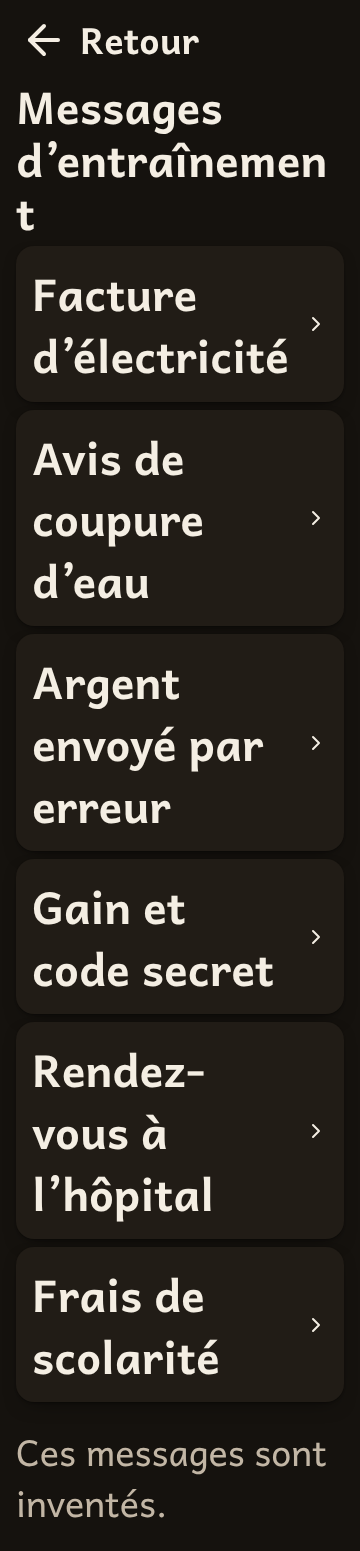 Retour
Messages
d’entraînemen
t
Facture
d’électricité
Avis de
coupure
d’eau
Argent
envoyé par
erreur
Gain et
code secret
Rendez-
vous à
l’hôpital
Frais de
scolarité
Ces messages sont
inventés.